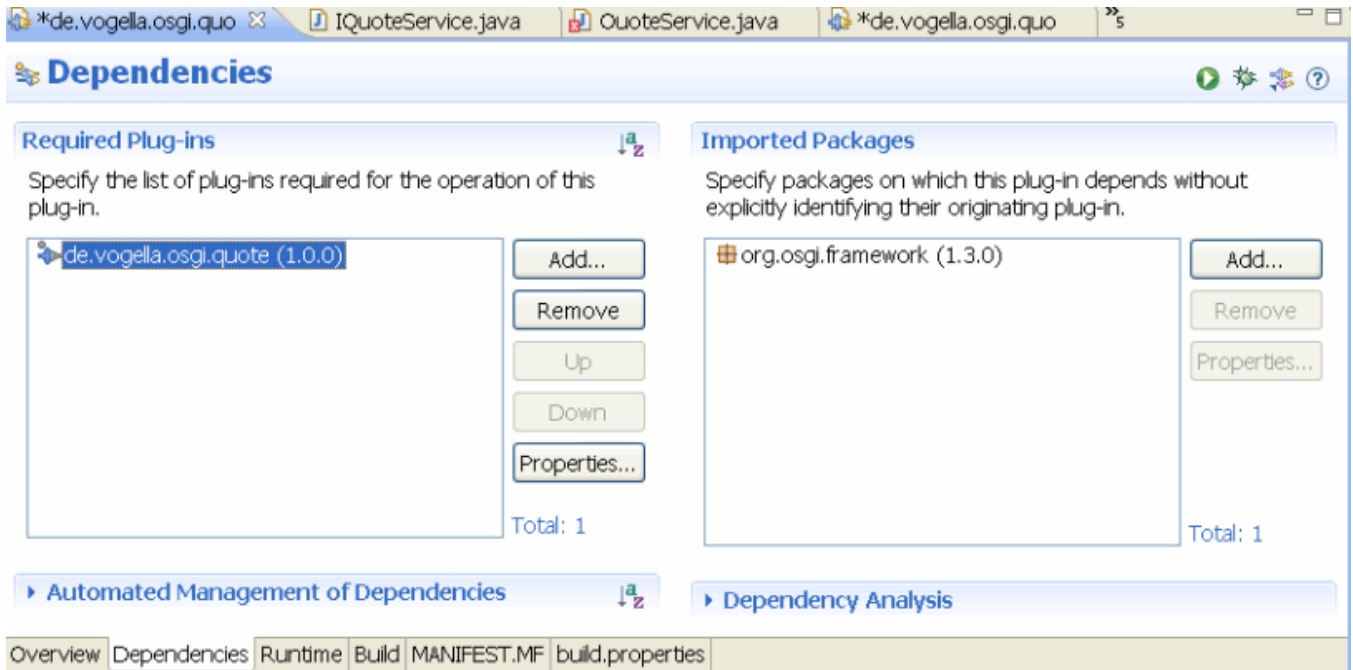 *de.vogella.osgi.quo IQuoteService.java OuoteService.java *de.vogella.osgi.quo »5
Dependencies
Required Plug-ins
Specify the list of plug-ins required for the operation of this
plug-in.
de.vogella.osgi.quote (1.0.0)
Add...
Remove
Up
Down
Properties...
Total: 1
Imported Packages
Specify packages on which this plug-in depends without
explicitly identifying their originating plug-in.
org.osgi.framework (1.3.0)
Add...
Remove
Properties...
Total: 1
Automated Management of Dependencies
Dependency Analysis
Overview Dependencies Runtime Build MANIFEST.MF build.properties